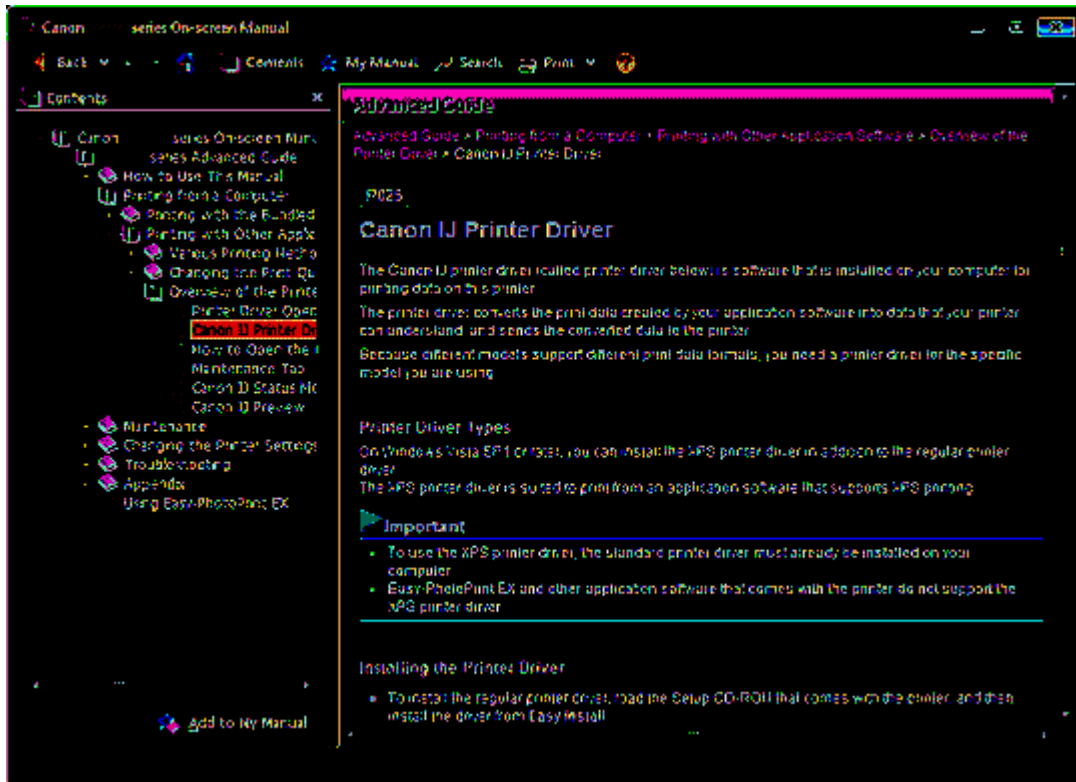 Canon series On-screen Manual
Back Contents My Manual Search Print
Contents
Canon series On-screen Manu
series Advanced Guide
How to Use This Manual
Printing from a Computer
Printing with the Bundled
Printing with Other Applic
Various Printing Metho
Changing the Print Qu
Overview of the Printe
Printer Driver Oper
Canon IJ Printer Dr
How to Open the
Maintenance Tab
Canon IJ Status Mo
Canon IJ Preview
Maintenance
Changing the Printer Settings
Troubleshooting
Appendix
Using Easy-PhotoPrint EX
Add to My Manual
Advanced Guide
Advanced Guide > Printing from a Computer > Printing with Other Application Software > Overview of the
Printer Driver > Canon IJ Printer Driver
P025
Canon IJ Printer Driver
The Canon IJ printer driver (called printer driver below) is software that is installed on your computer for
printing data on this printer.
The printer driver converts the print data created by your application software into data that your printer
can understand, and sends the converted data to the printer.
Because different models support different print data formats, you need a printer driver for the specific
model you are using.
Printer Driver Types
On Windows Vista SP1 or later, you can install the XPS printer driver in addition to the regular printer
driver.
The XPS printer driver is suited to print from an application software that supports XPS printing.
Important
To use the XPS printer driver, the standard printer driver must already be installed on your
computer.
Easy-PhotoPrint EX and other application software that comes with the printer do not support the
XPS printer driver.
Installing the Printer Driver
To install the regular printer driver, load the Setup CD-ROM that comes with the printer, and then
install the driver from Easy Install.